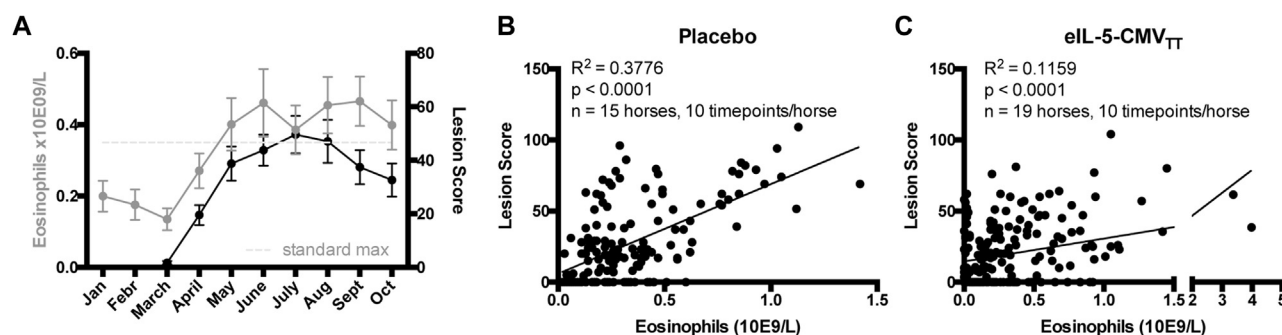 A
Eosinophils x10E09/L
0.6
0.4
0.2
0.0
80
60
40
20
0
Lesion Score
standard max
Jan
Febr
March
April
May
June
July
Aug
Sept
Oct
B
Placebo
R² = 0.3776
p < 0.0001
n = 15 horses, 10 timepoints/horse
Lesion Score
150
100
50
0
0.0
0.5
1.0
1.5
Eosinophils (10E9/L)
C
eIL-5-CMVTT
R² = 0.1159
p < 0.0001
n = 19 horses, 10 timepoints/horse
Lesion Score
150
100
50
0
0.0
0.5
1.0
1.5
2
3
4
5
Eosinophils (10E9/L)